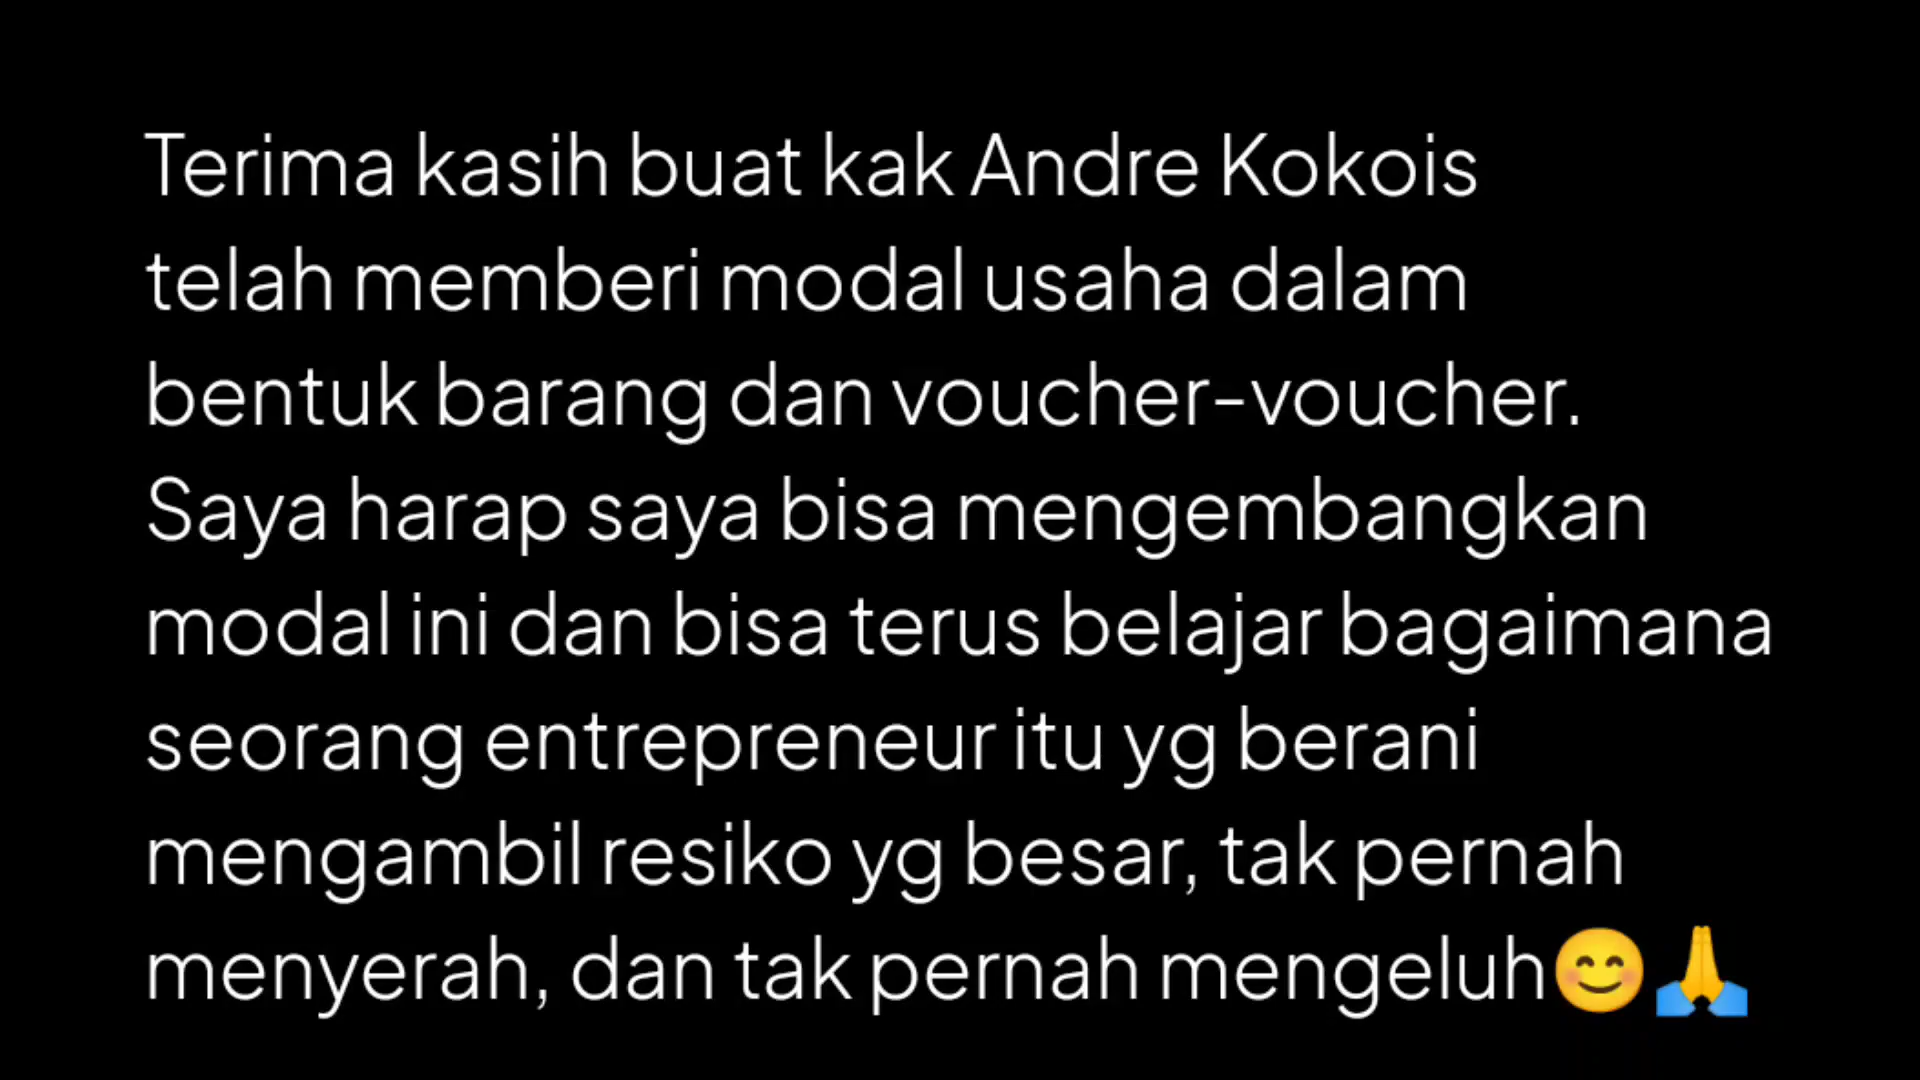 Terima kasih buat kak Andre Kokois
telah memberi modal usaha dalam
bentuk barang dan voucher-voucher.
Saya harap saya bisa mengembangkan
modal ini dan bisa terus belajar bagaimana
seorang entrepreneur itu yg berani
mengambil resiko yg besar, tak pernah
menyerah, dan tak pernah mengeluh😊🙏